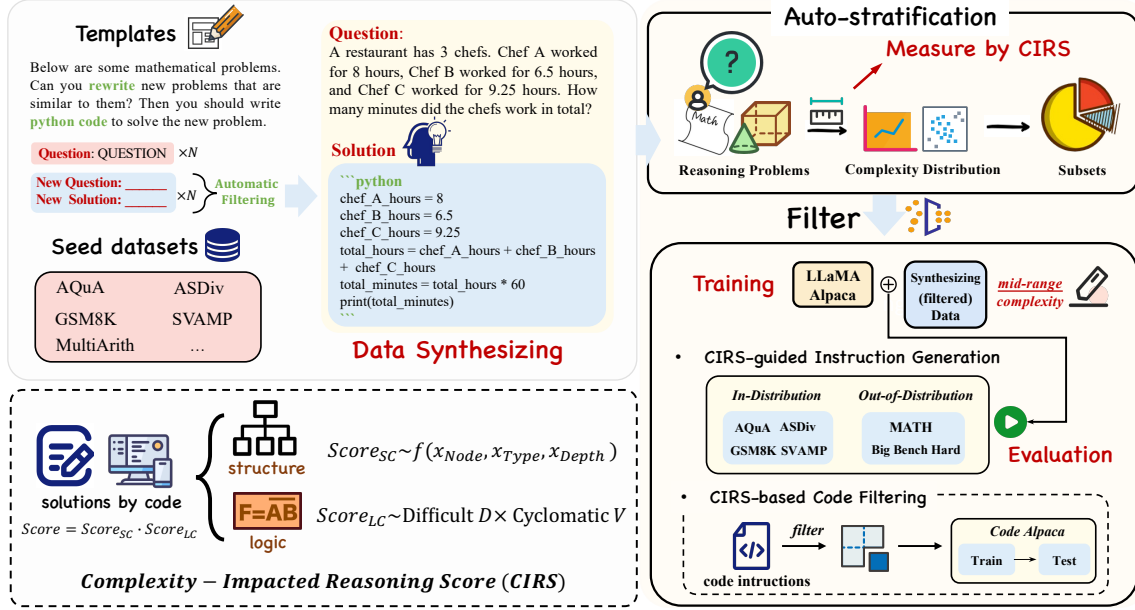 Templates
Below are some mathematical problems.
Can you rewrite new problems that are
similar to them? Then you should write
python code to solve the new problem.
Question: QUESTION ×N
New Question: ______
New Solution: ______
×N
Automatic
Filtering
Seed datasets
AQuA ASDiv
GSM8K SVAMP
MultiArith …
Question:
A restaurant has 3 chefs. Chef A worked
for 8 hours, Chef B worked for 6.5 hours,
and Chef C worked for 9.25 hours. How
many minutes did the chefs work in total?
Solution
```python
chef_A_hours = 8
chef_B_hours = 6.5
chef_C_hours = 9.25
total_hours = chef_A_hours + chef_B_hours
+ chef_C_hours
total_minutes = total_hours * 60
print(total_minutes)
```
Data Synthesizing
Auto-stratification
Measure by CIRS
?
Math
Reasoning Problems
Complexity Distribution
Subsets
Filter
Training
LLaMA
Alpaca
⊕
Synthesizing
(filtered)
Data
mid-range
complexity
• CIRS-guided Instruction Generation
In-Distribution
AQuA ASDiv
GSM8K SVAMP
Out-of-Distribution
MATH
Big Bench Hard
Evaluation
• CIRS-based Code Filtering
</>
code intructions
filter
Code Alpaca
Train
Test
solutions by code
Score = Score_SC · Score_LC
structure
Score_SC~f(x_Node, x_Type, x_Depth)
F=A̅B̅
logic
Score_LC~Difficult D× Cyclomatic V
Complexity − Impacted Reasoning Score (CIRS)